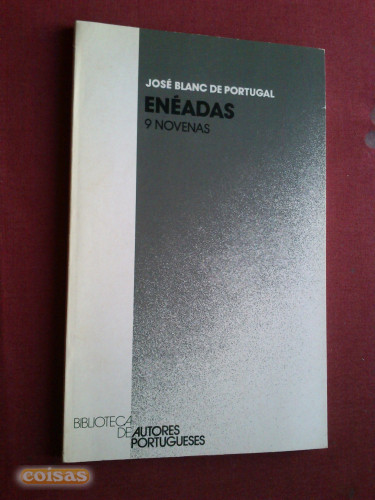 JOSÉ BLANC DE PORTUGAL
ENÉADAS
9 NOVENAS
BIBLIOTECA
DE AUTORES
PORTUGUESES
coisas